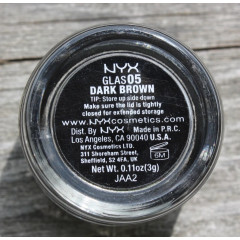 NYX
GLAS05
DARK BROWN
TIP: Store up side down
Make sure the lid is tightly
closed for extended storage
www.NYXcosmetics.com
Dist. By NYX Made in P.R.C.
Los Angeles, CA 90040 U.S.A.
NYX Cosmetics LTD.
311 Shoreham Street,
Sheffield, S2 4FA, UK
6M
Net Wt. 0.11oz(3g)
JAA2